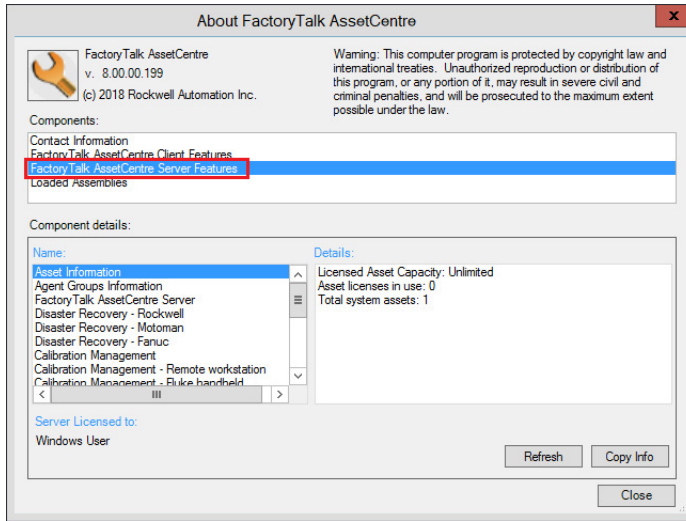 About FactoryTalk AssetCentre
x
FactoryTalk AssetCentre
v. 8.00.00.199
(c) 2018 Rockwell Automation Inc.
Warning: This computer program is protected by copyright law and
international treaties. Unauthorized reproduction or distribution of
this program, or any portion of it, may result in severe civil and
criminal penalties, and will be prosecuted to the maximum extent
possible under the law.
Components:
Contact Information
FactoryTalk AssetCentre Client Features
FactoryTalk AssetCentre Server Features
Loaded Assemblies
Component details:
Name:
Asset Information
Agent Groups Information
FactoryTalk AssetCentre Server
Disaster Recovery - Rockwell
Disaster Recovery - Motoman
Disaster Recovery - Fanuc
Calibration Management
Calibration Management - Remote workstation
Calibration Management - Fluke handheld
Details:
Licensed Asset Capacity: Unlimited
Asset licenses in use: 0
Total system assets: 1
Server Licensed to:
Windows User
Refresh
Copy Info
Close